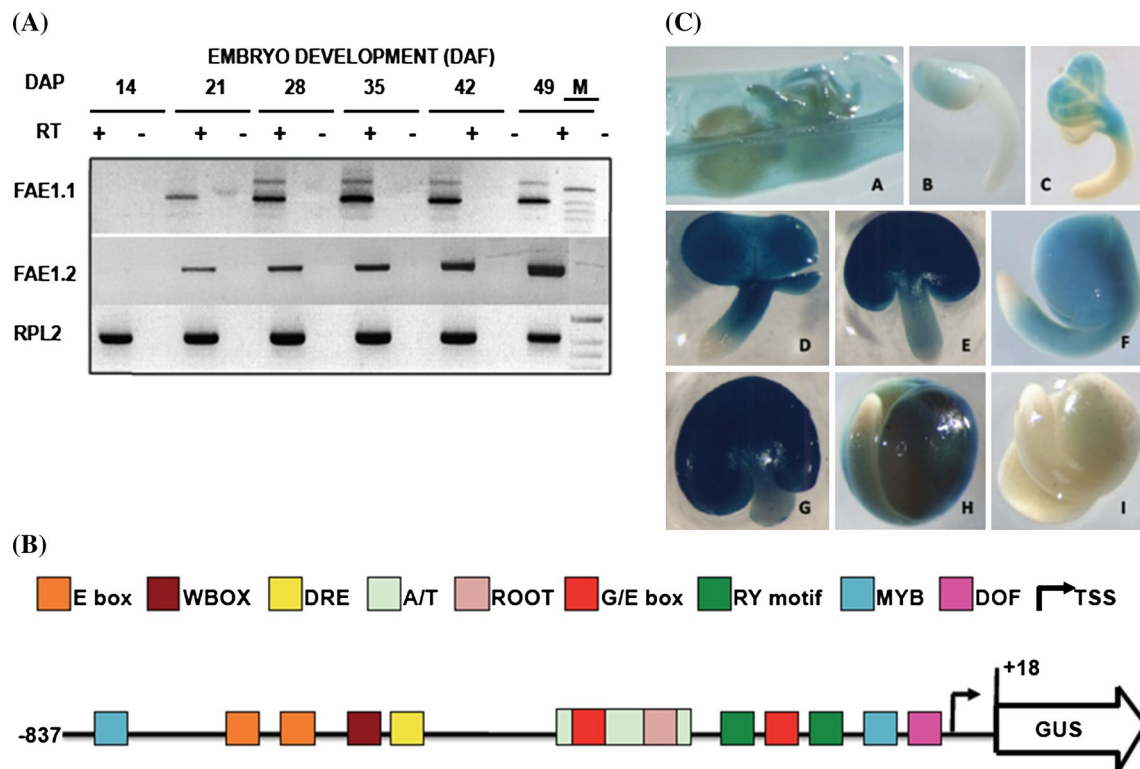 (A)
EMBRYO DEVELOPMENT (DAF)
DAP 14 21 28 35 42 49 M
RT + - + - + - + - + - + -
FAE1.1
FAE1.2
RPL2
(C)
A B C
D E F
G H I
(B)
E box WBOX DRE A/T ROOT G/E box RY motif MYB DOF TSS
-837 +18
GUS